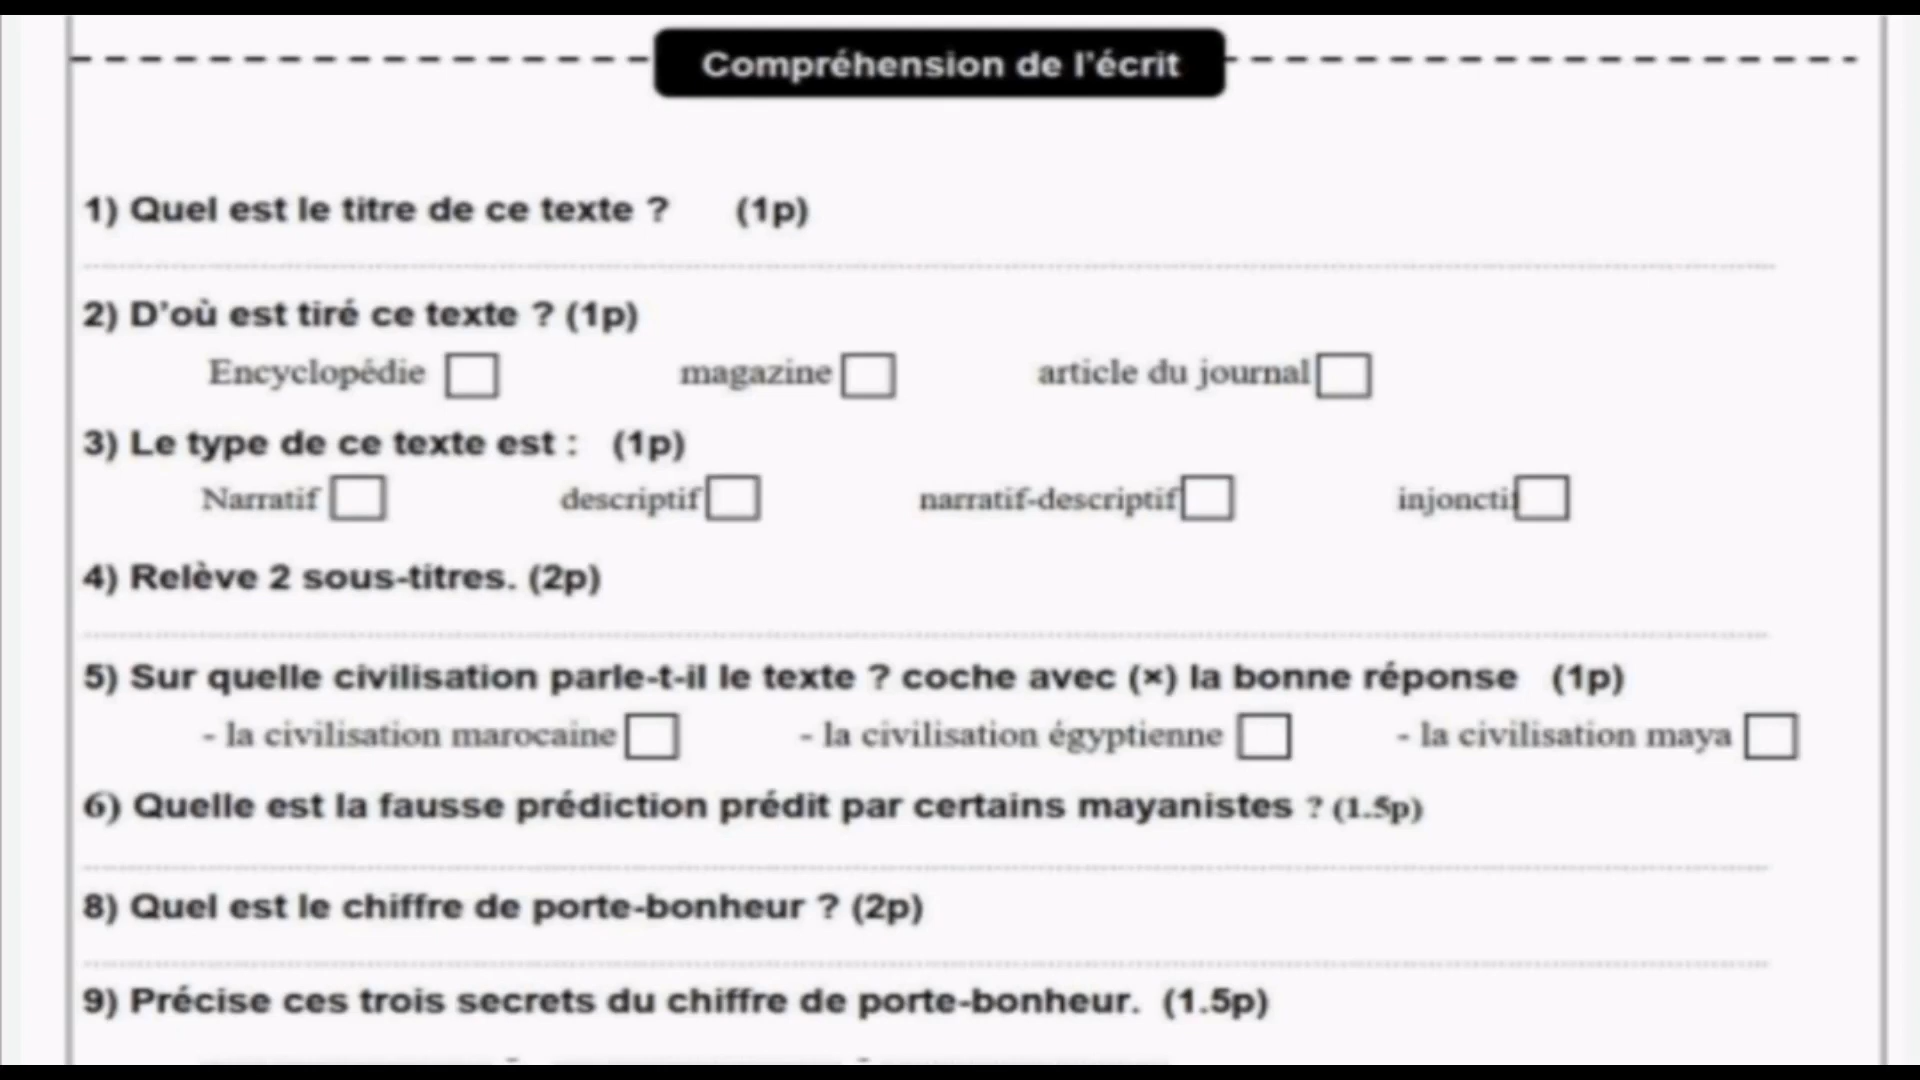 Compréhension de l'écrit
1) Quel est le titre de ce texte ? (1p)
2) D'où est tiré ce texte ? (1p)
Encyclopédie magazine article du journal
3) Le type de ce texte est : (1p)
Narratif descriptif narratif-descriptif injonctif
4) Relève 2 sous-titres. (2p)
5) Sur quelle civilisation parle-t-il le texte ? coche avec (×) la bonne réponse (1p)
- la civilisation marocaine - la civilisation égyptienne - la civilisation maya
6) Quelle est la fausse prédiction prédit par certains mayanistes ? (1.5p)
8) Quel est le chiffre de porte-bonheur ? (2p)
9) Précise ces trois secrets du chiffre de porte-bonheur. (1.5p)